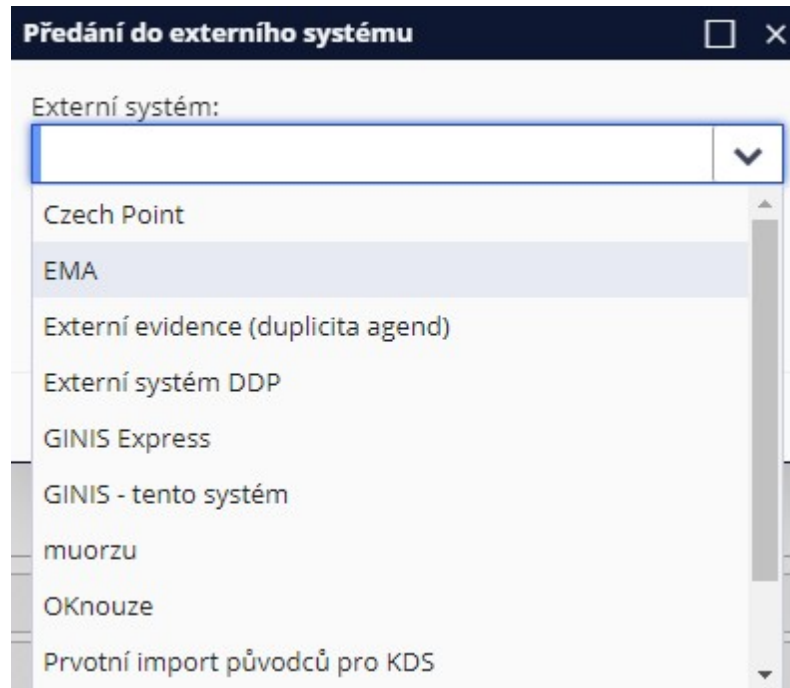 Předání do externího systému
Externí systém:
Czech Point
EMA
Externí evidence (duplicita agend)
Externí systém DDP
GINIS Express
GINIS - tento systém
muorzu
OKnouze
Prvotní import původců pro KDS